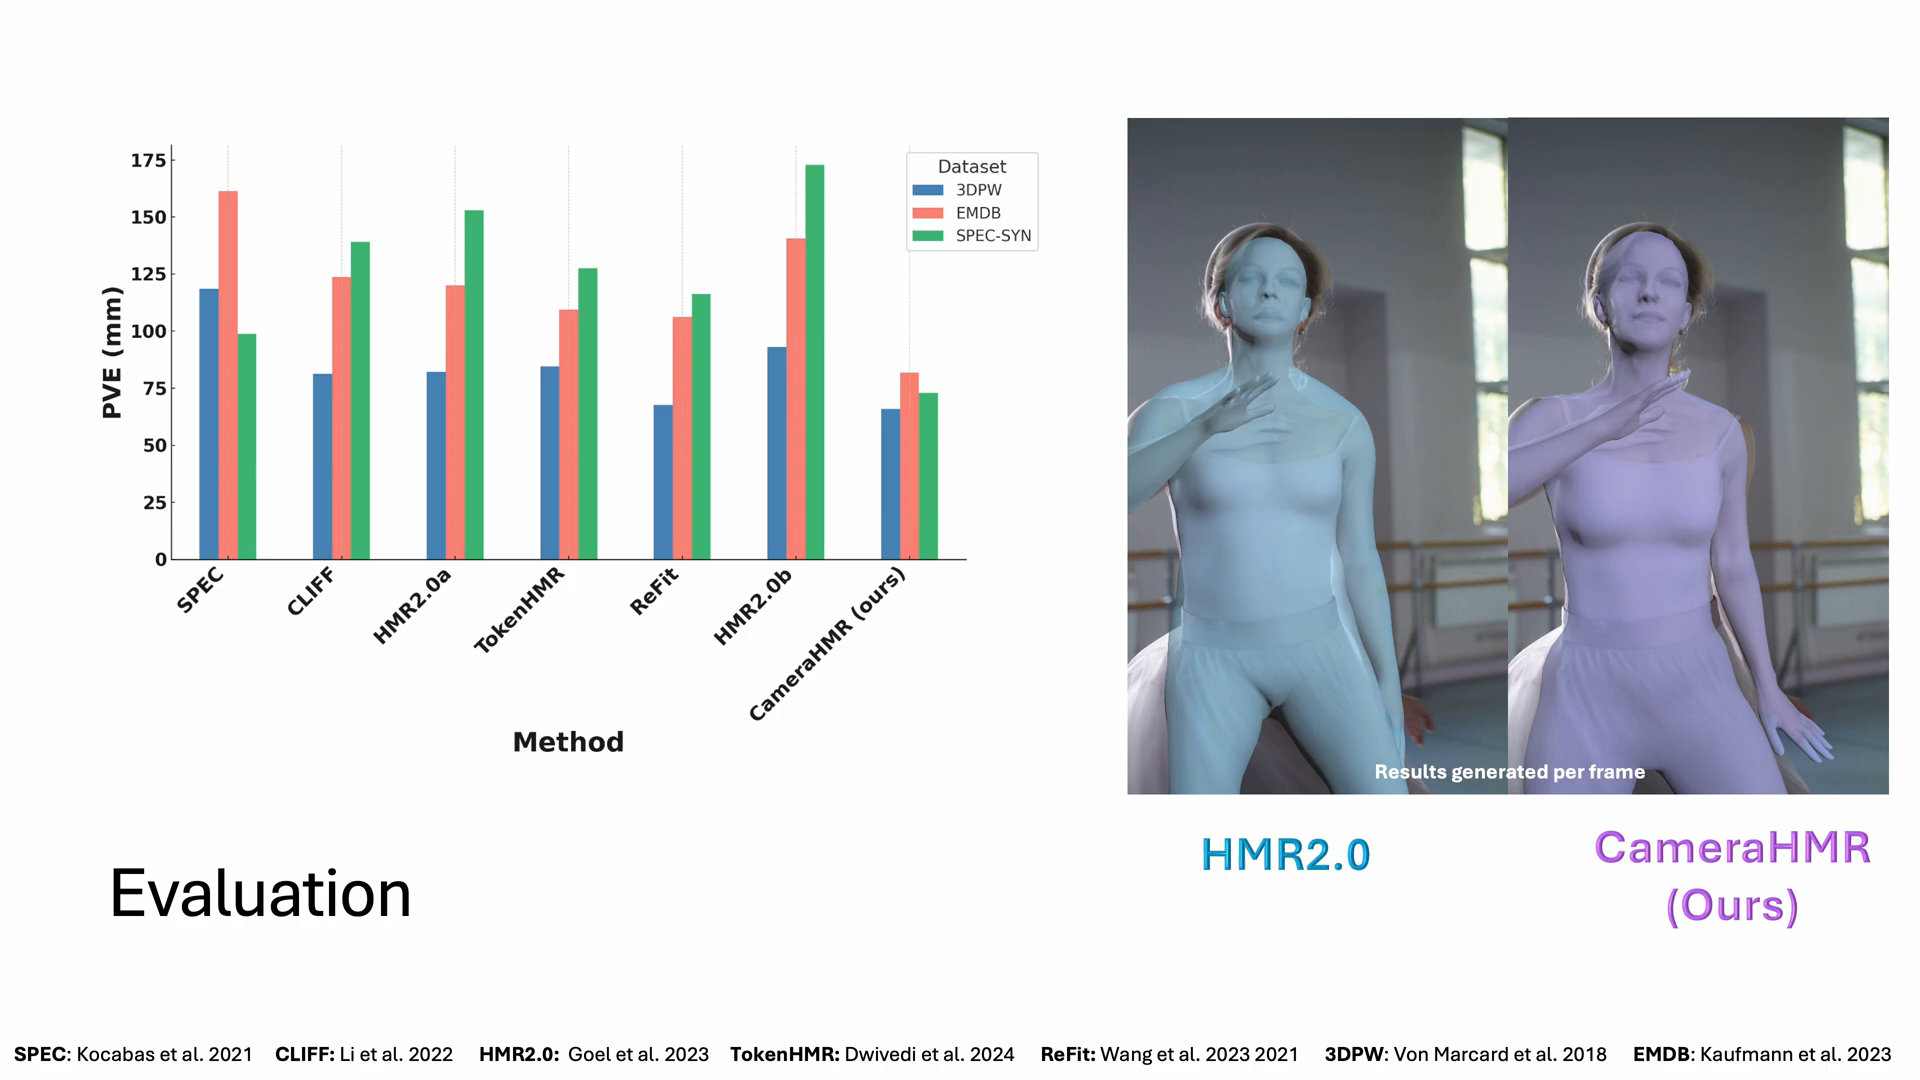 175
150
125
100
75
50
25
0
PVE (mm)
Dataset
3DPW
EMDB
SPEC-SYN
SPEC
CLIFF
HMR2.0a
TokenHMR
ReFit
HMR2.0b
CameraHMR (ours)
Method
Results generated per frame
HMR2.0
CameraHMR
(Ours)
Evaluation
SPEC: Kocabas et al. 2021 CLIFF: Li et al. 2022 HMR2.0: Goel et al. 2023 TokenHMR: Dwivedi et al. 2024 ReFit: Wang et al. 2023 2021 3DPW: Von Marcard et al. 2018 EMDB: Kaufmann et al. 2023